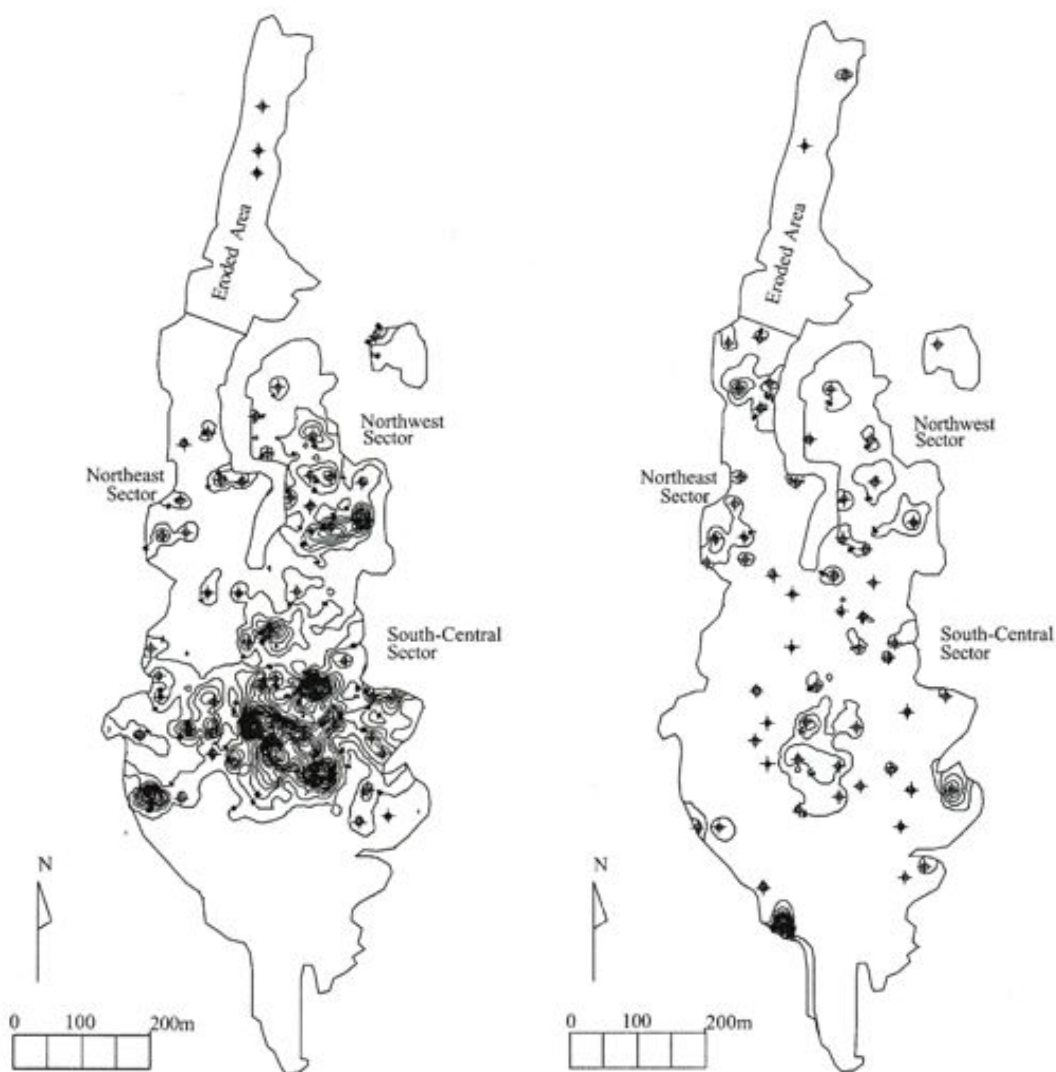 Eroded Area
Northwest
Sector
Northeast
Sector
South-Central
Sector
N
0 100 200m
Eroded Area
Northwest
Sector
Northeast
Sector
South-Central
Sector
N
0 100 200m